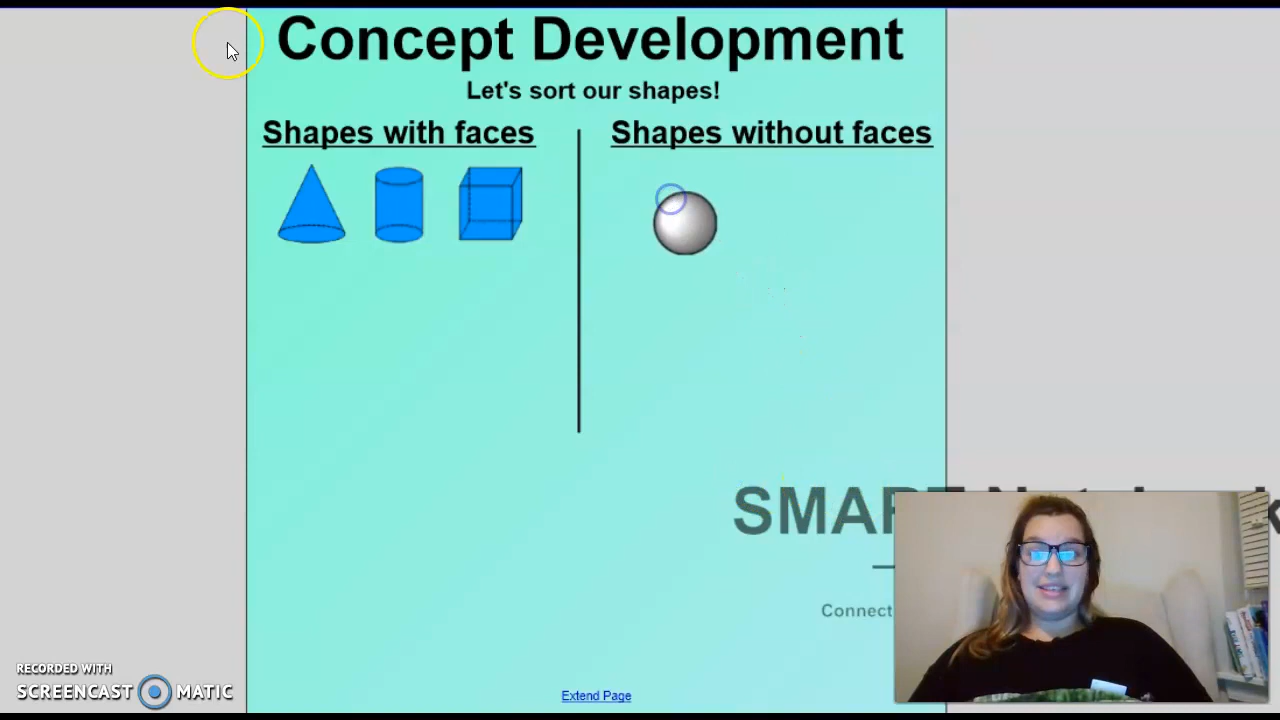 Concept Development
Let's sort our shapes!
Shapes with faces
Shapes without faces
Connect
Extend Page
RECORDED WITH
SCREENCAST MATIC